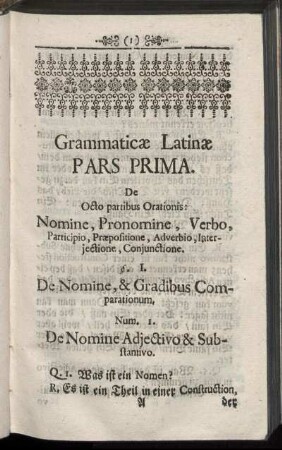 (1)
Grammaticæ Latinæ
PARS PRIMA.
De
Octo partibus Orationis:
Nomine, Pronomine, Verbo,
Participio, Præpositione, Adverbio, Inter-
jectione, Conjunctione.
§. I.
De Nomine, & Gradibus Com-
parationum.
Num. 1.
De Nomine Adjectivo & Sub-
stantivo.
Q. 1. Was ist ein Nomen?
R. Es ist ein Theil in einer Construction,
A der